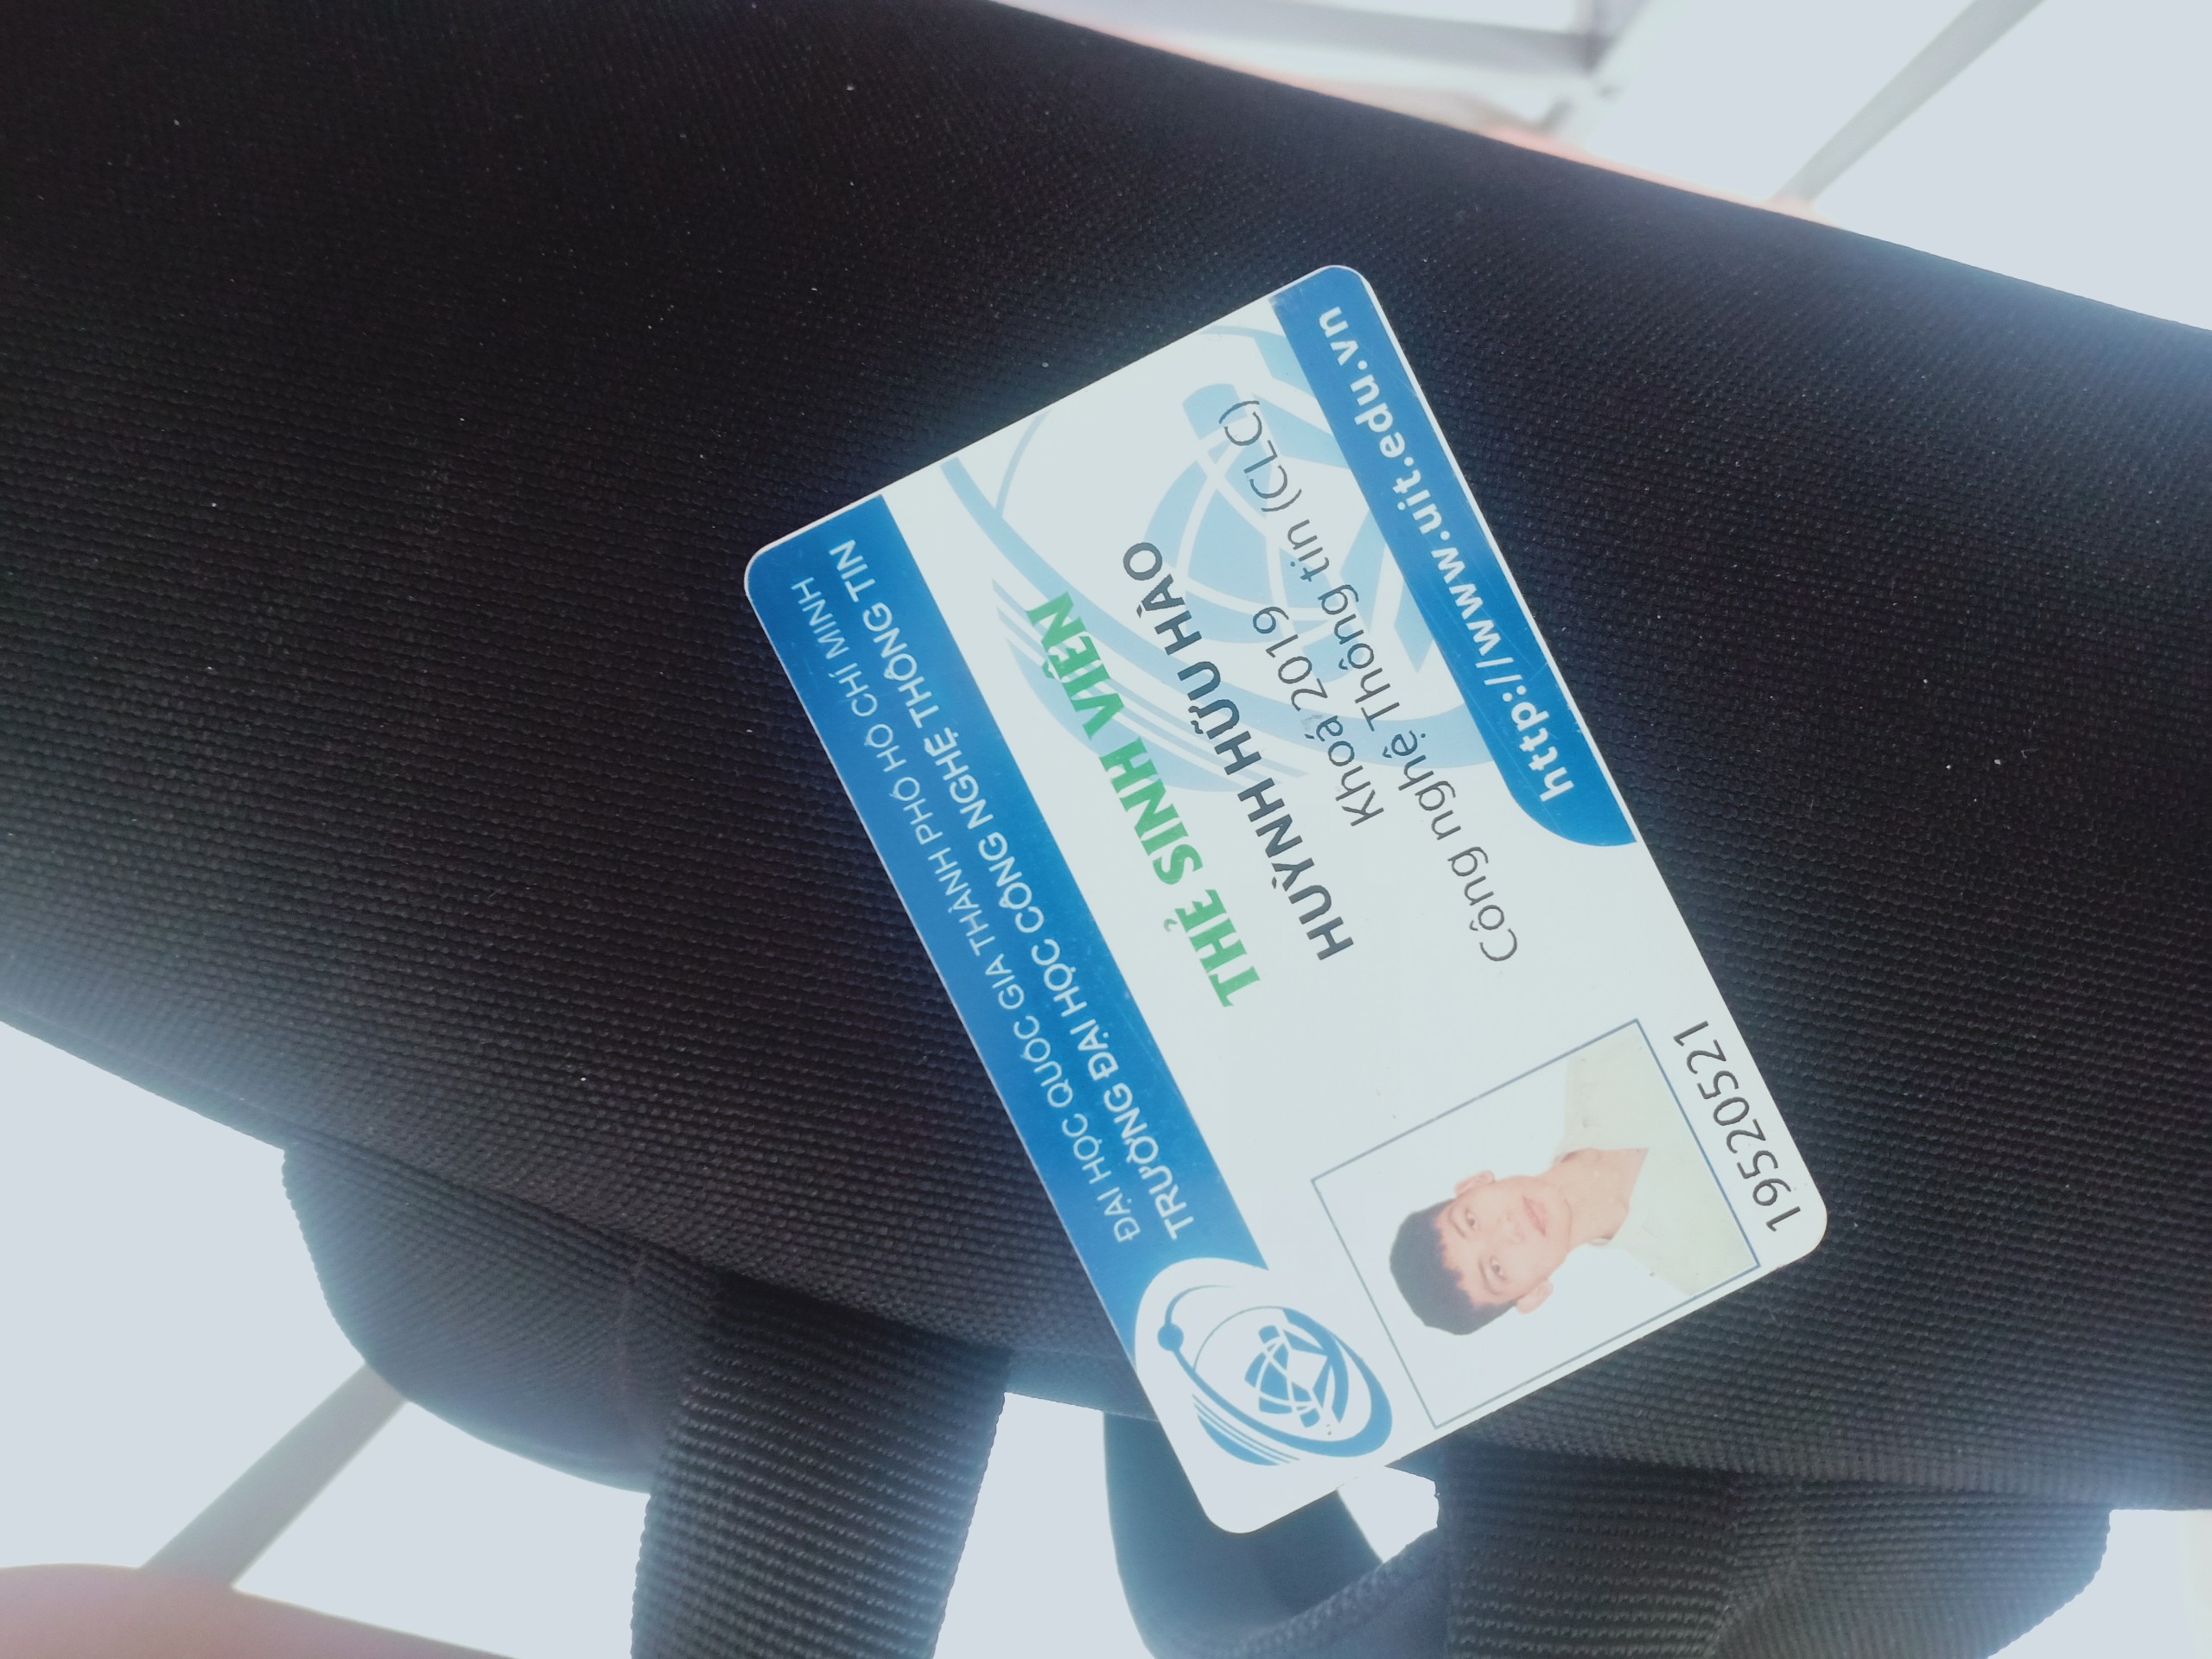 ĐẠI HỌC QUỐC GIA THÀNH PHỐ HỒ CHÍ MINH
TRƯỜNG ĐẠI HỌC CÔNG NGHỆ THÔNG TIN
THẺ SINH VIÊN
HUỲNH HỮU HÀO
Khoá 2019
Công nghệ Thông tin (CLC)
19520521
http://www.uit.edu.vn